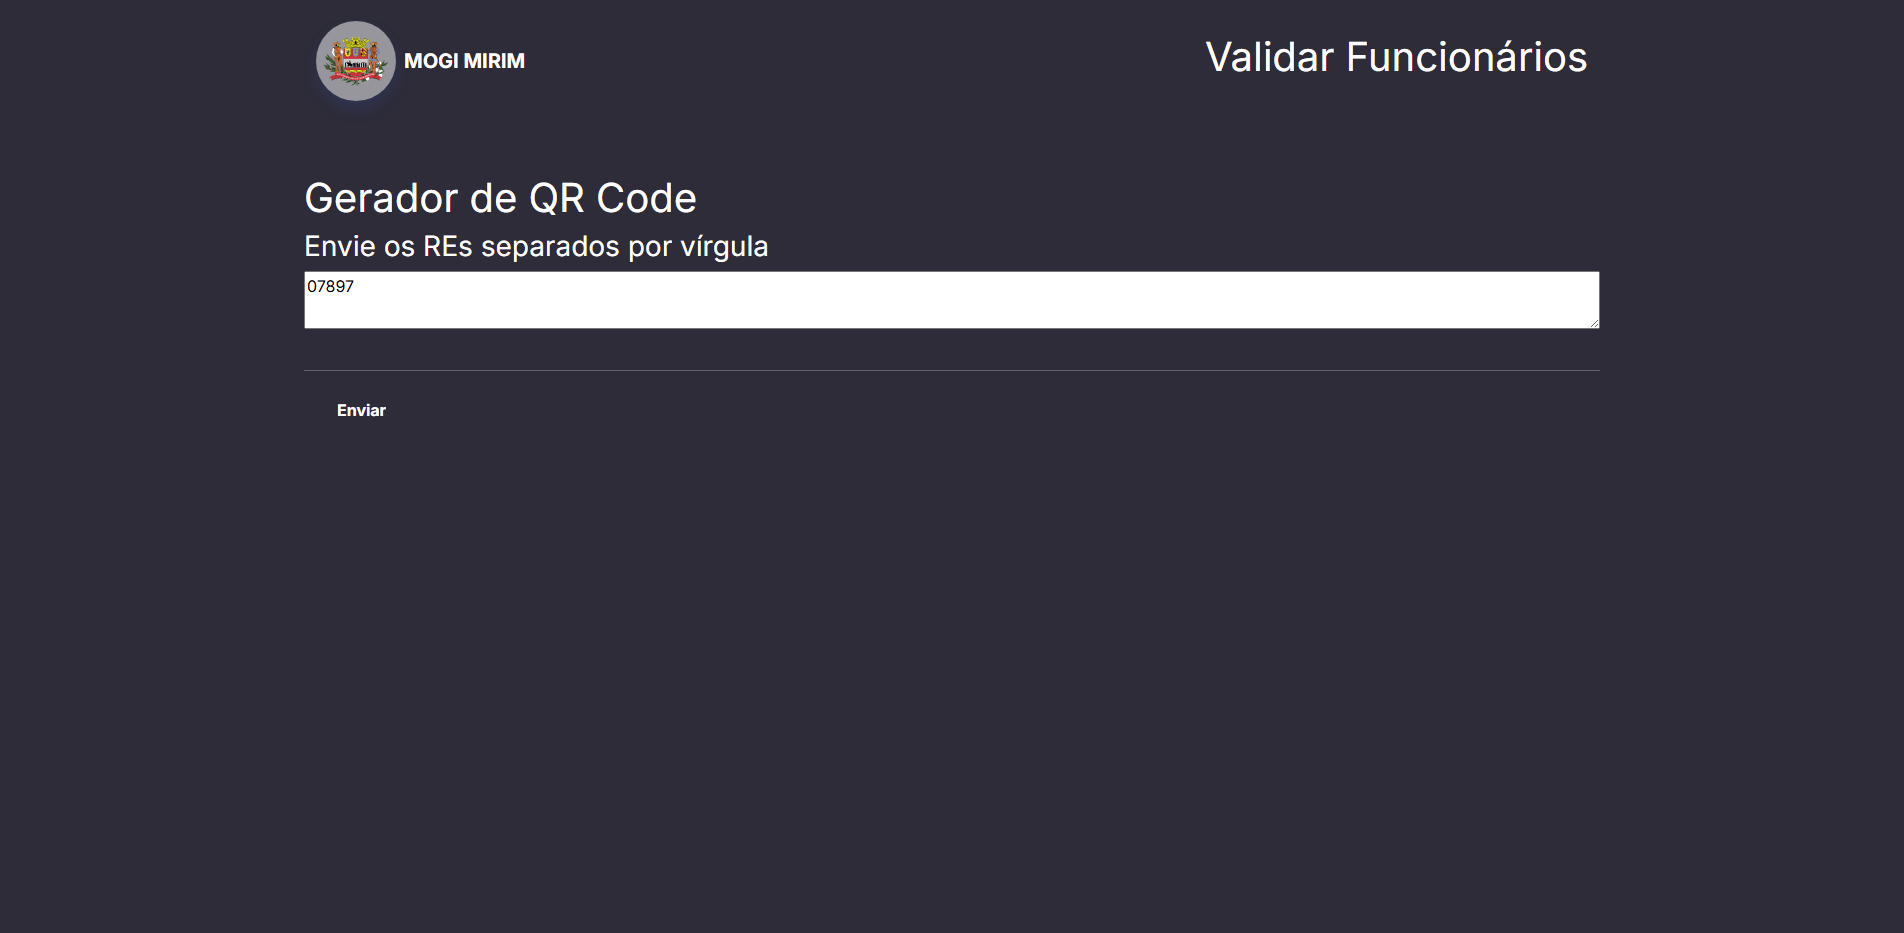 MOGI MIRIM
Validar Funcionários
Gerador de QR Code
Envie os REs separados por vírgula
07897
Enviar